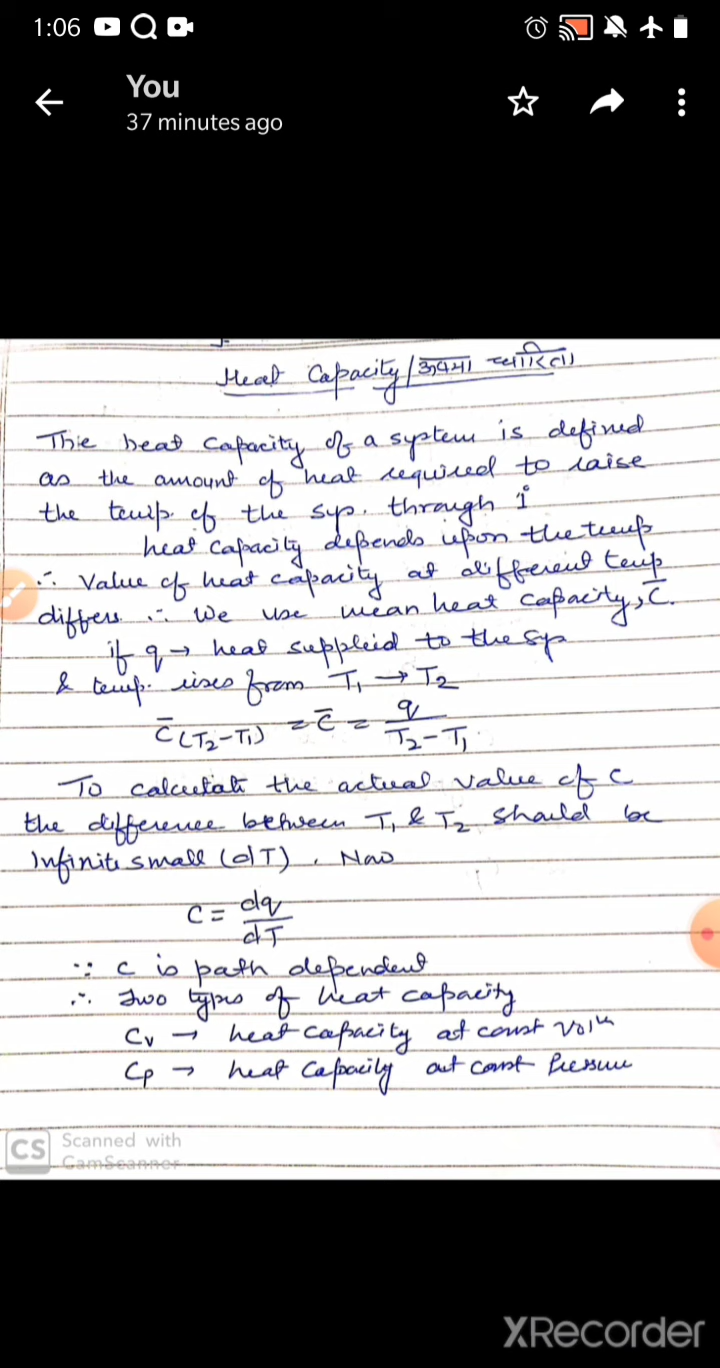 1:06
You
37 minutes ago
Heat Capacity/ऊष्मा धारिता
The heat capacity of a system is defined
as the amount of heat required to raise
the temp. of the sys. through 1°
heat capacity depends upon the temp
∴ Value of heat capacity at different temp
differs ∴ We use mean heat capacity, C̅.
if q → heat supplied to the sys
& temp. rises from T₁ → T₂
C̅(T₂-T₁) = C̅ = q/T₂-T₁
To calculate the actual value of C
the difference between T₁ & T₂ should be
Infinite small (dT). Now
C = dq/dT
∵ C is path dependent
∴ Two types of heat capacity
Cv → heat capacity at const
Cp → heat capacity at const Pressure
CS Scanned with
CamScanner
XRecorder